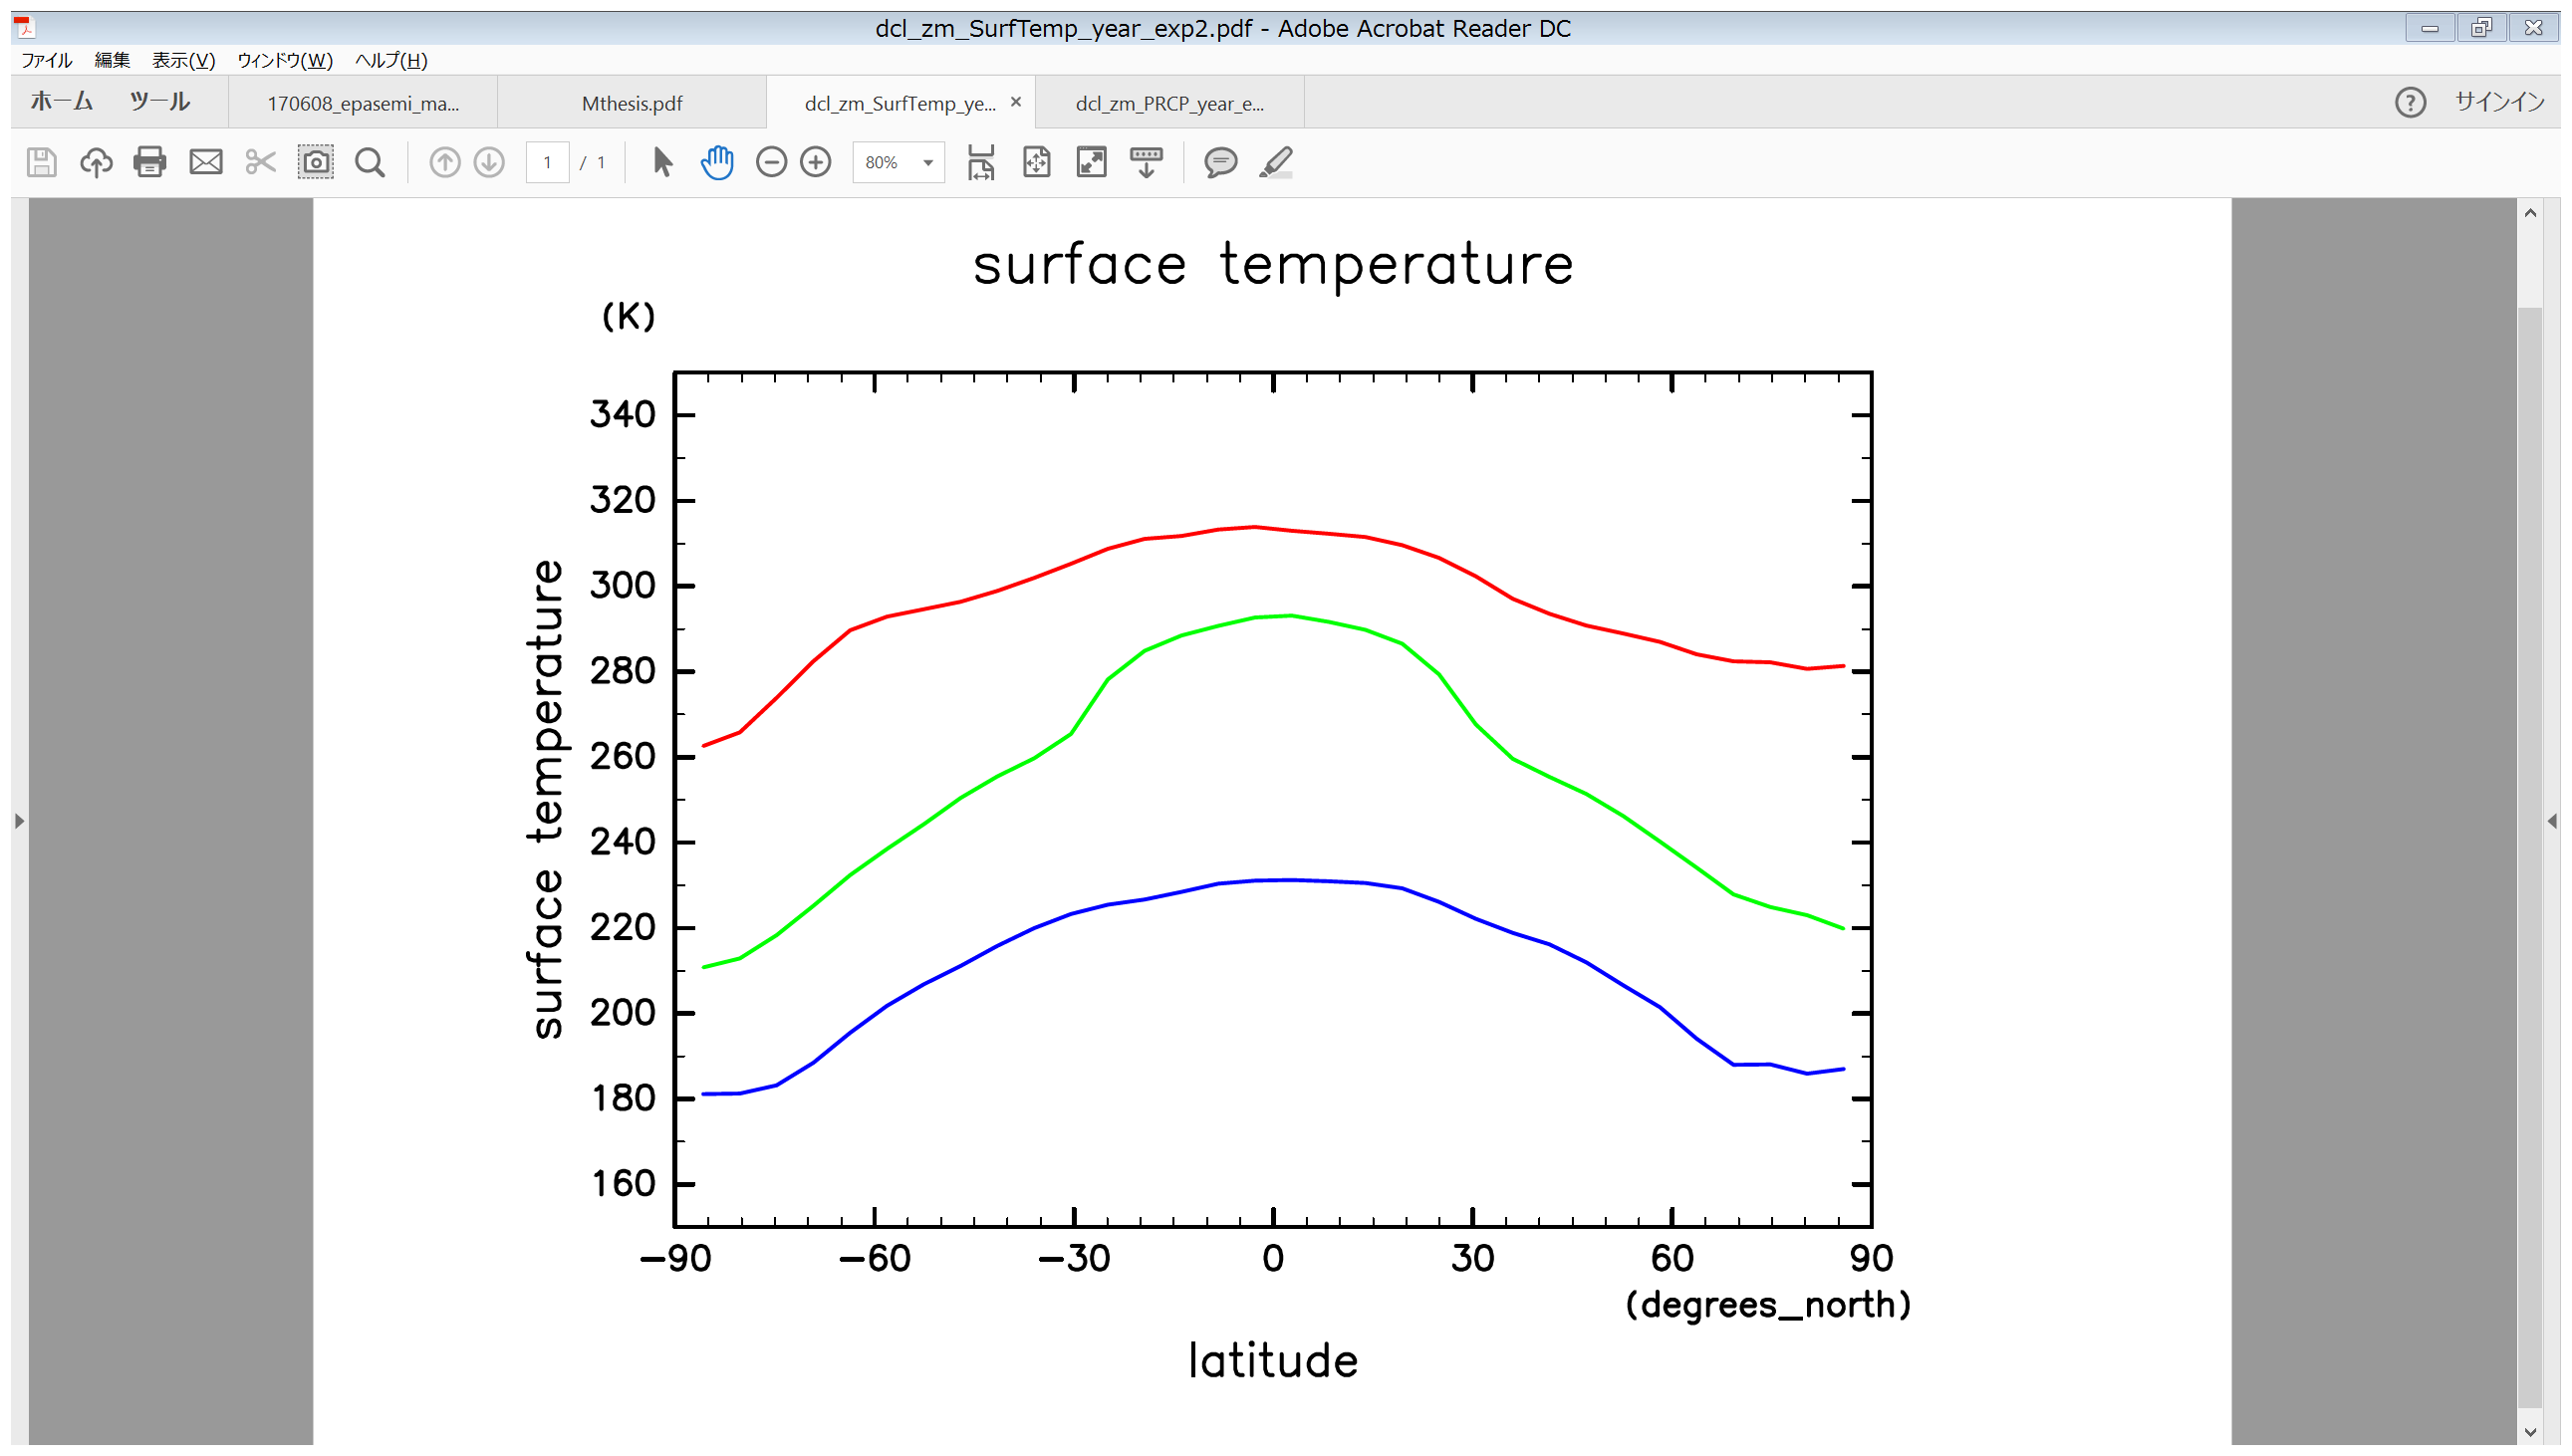 dcl_zm_SurfTemp_year_exp2.pdf - Adobe Acrobat Reader DC
ファイル 編集 表示(V) ウィンドウ(W) ヘルプ(H)
ホーム ツール 170608_epasemi_ma... Mthesis.pdf dcl_zm_SurfTemp_ye... × dcl_zm_PRCP_year_e... ? サインイン
1 / 1 80%
surface temperature
(K)
340
320
300
280
260
240
220
200
180
160
surface temperature
−90 −60 −30 0 30 60 90
(degrees_north)
latitude